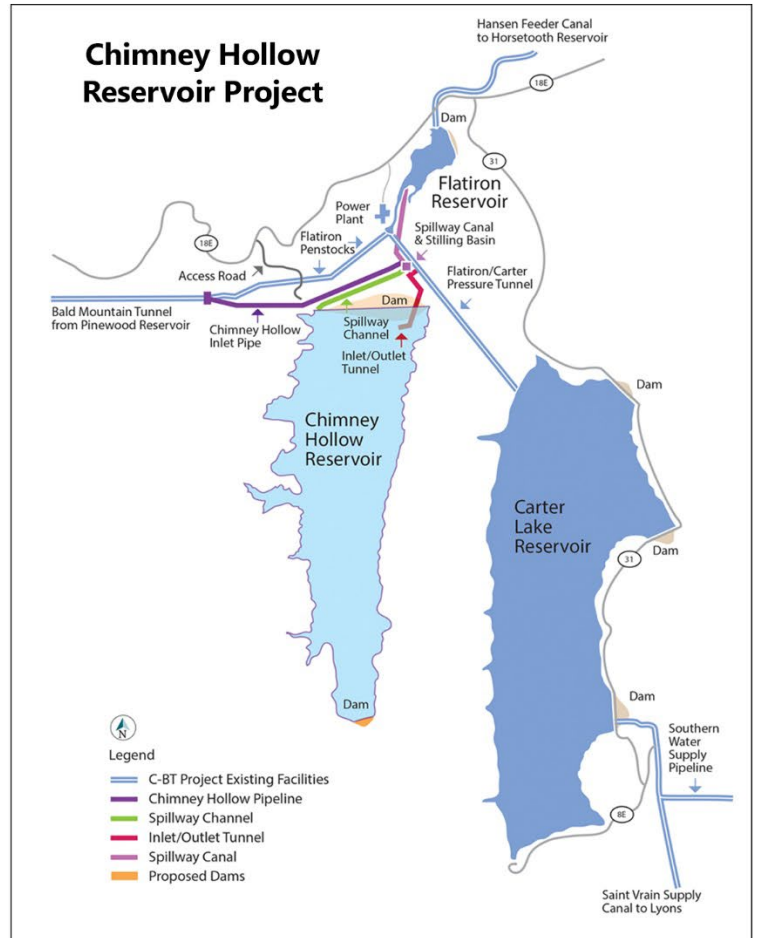 Chimney Hollow
Reservoir Project
Hansen Feeder Canal
to Horsetooth Reservoir
18E
Dam
31
Flatiron
Reservoir
Power
Plant
Spillway Canal
& Stilling Basin
Flatiron
Penstocks
18E
Access Road
Flatiron/Carter
Pressure Tunnel
Bald Mountain Tunnel
from Pinewood Reservoir
Chimney Hollow
Inlet Pipe
Dam
Spillway
Channel
Inlet/Outlet
Tunnel
Dam
Chimney
Hollow
Reservoir
Carter
Lake
Reservoir
Dam
31
Dam
Dam
Southern
Water
Supply
Pipeline
8E
Saint Vrain Supply
Canal to Lyons
N
Legend
C-BT Project Existing Facilities
Chimney Hollow Pipeline
Spillway Channel
Inlet/Outlet Tunnel
Spillway Canal
Proposed Dams